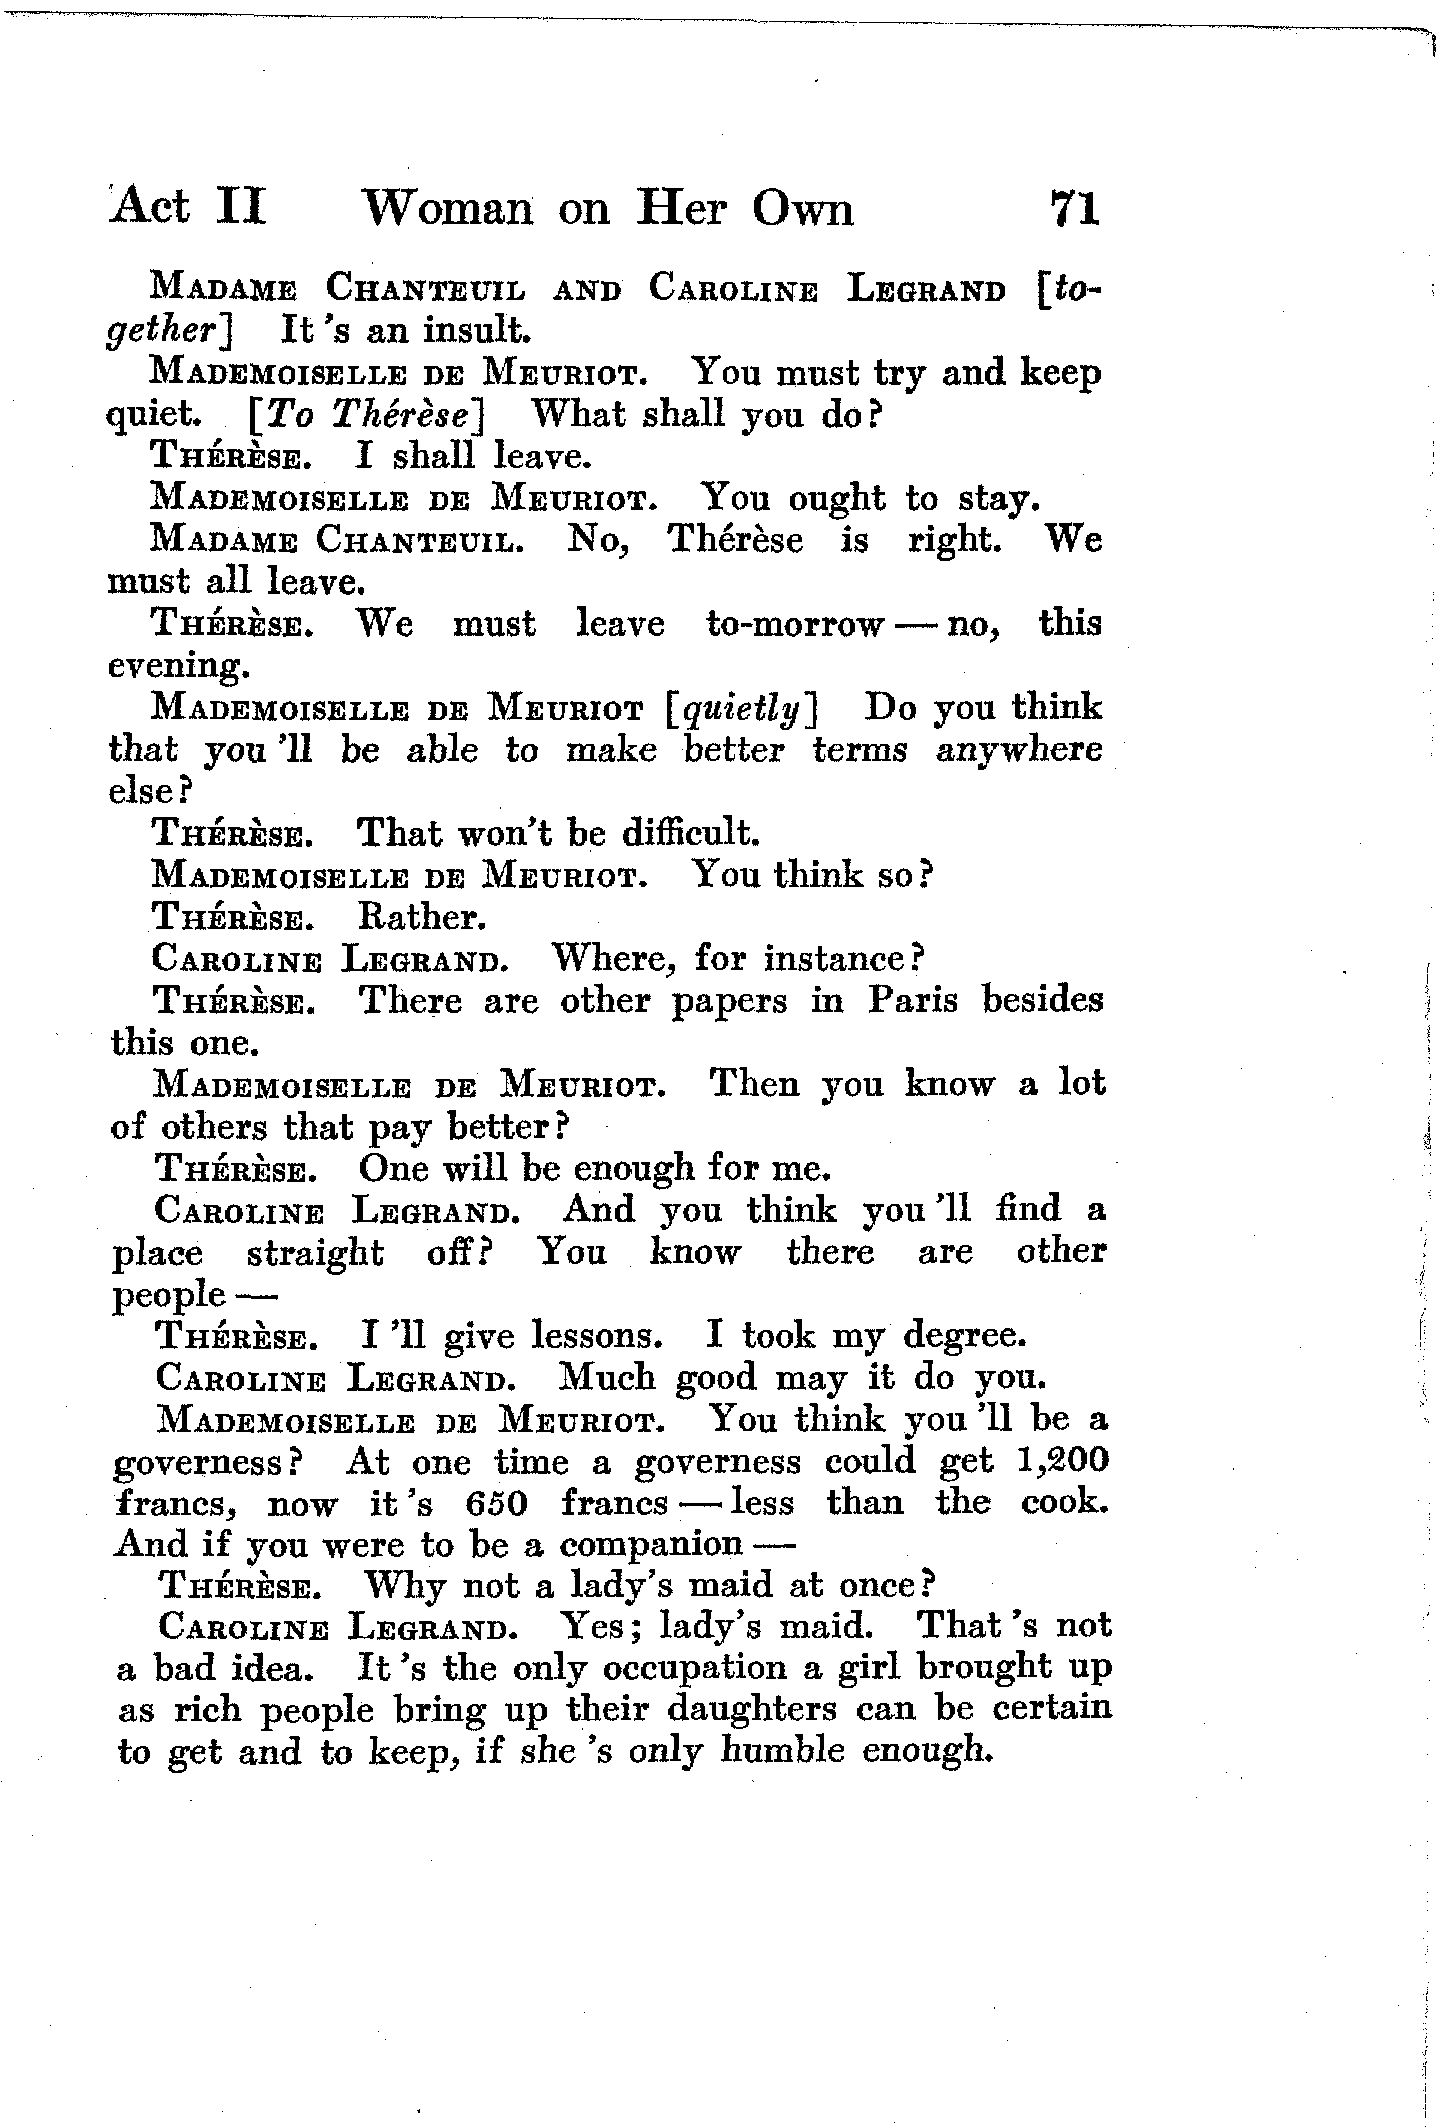 Act II Woman on Her Own 71
MADAME CHANTEUIL AND CAROLINE LEGRAND [to-
gether] It 's an insult.
MADEMOISELLE DE MEURIOT. You must try and keep
quiet. [To Thérèse] What shall you do?
THÉRÈSE. I shall leave.
MADEMOISELLE DE MEURIOT. You ought to stay.
MADAME CHANTEUIL. No, Thérèse is right. We
must all leave.
THÉRÈSE. We must leave to-morrow — no, this
evening.
MADEMOISELLE DE MEURIOT [quietly] Do you think
that you 'll be able to make better terms anywhere
else?
THÉRÈSE. That won't be difficult.
MADEMOISELLE DE MEURIOT. You think so?
THÉRÈSE. Rather.
CAROLINE LEGRAND. Where, for instance?
THÉRÈSE. There are other papers in Paris besides
this one.
MADEMOISELLE DE MEURIOT. Then you know a lot
of others that pay better?
THÉRÈSE. One will be enough for me.
CAROLINE LEGRAND. And you think you 'll find a
place straight off? You know there are other
people —
THÉRÈSE. I 'll give lessons. I took my degree.
CAROLINE LEGRAND. Much good may it do you.
MADEMOISELLE DE MEURIOT. You think you 'll be a
governess? At one time a governess could get 1,200
francs, now it 's 650 francs — less than the cook.
And if you were to be a companion —
THÉRÈSE. Why not a lady's maid at once?
CAROLINE LEGRAND. Yes; lady's maid. That 's not
a bad idea. It 's the only occupation a girl brought up
as rich people bring up their daughters can be certain
to get and to keep, if she 's only humble enough.